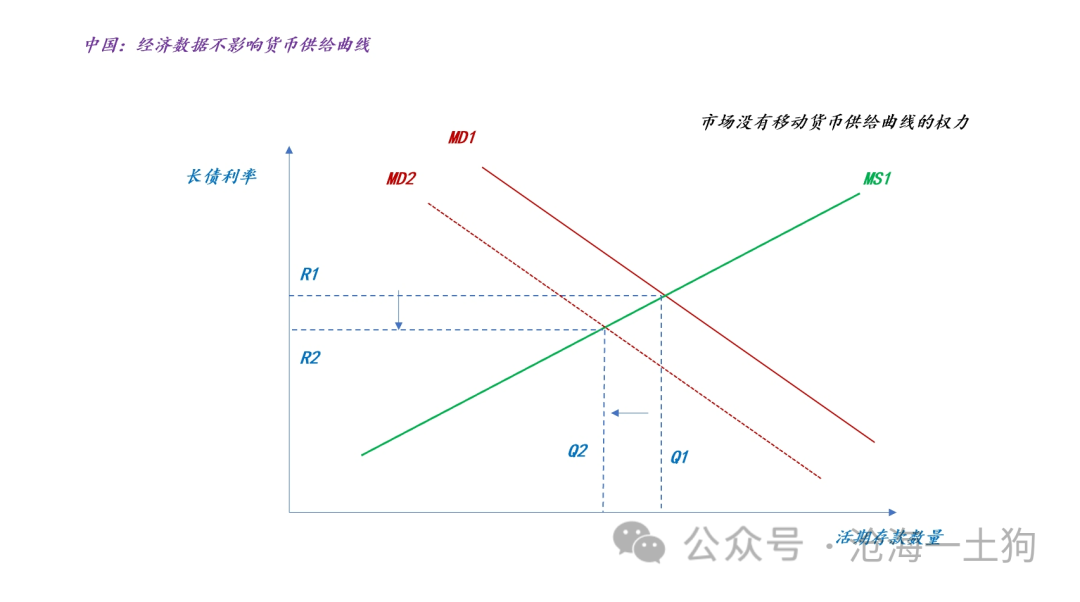 中国：经济数据不影响货币供给曲线
市场没有移动货币供给曲线的权力
MD1
长债利率
MD2
MS1
R1
R2
Q2
Q1
活期存款数量
公众号 · 沧海一土狗